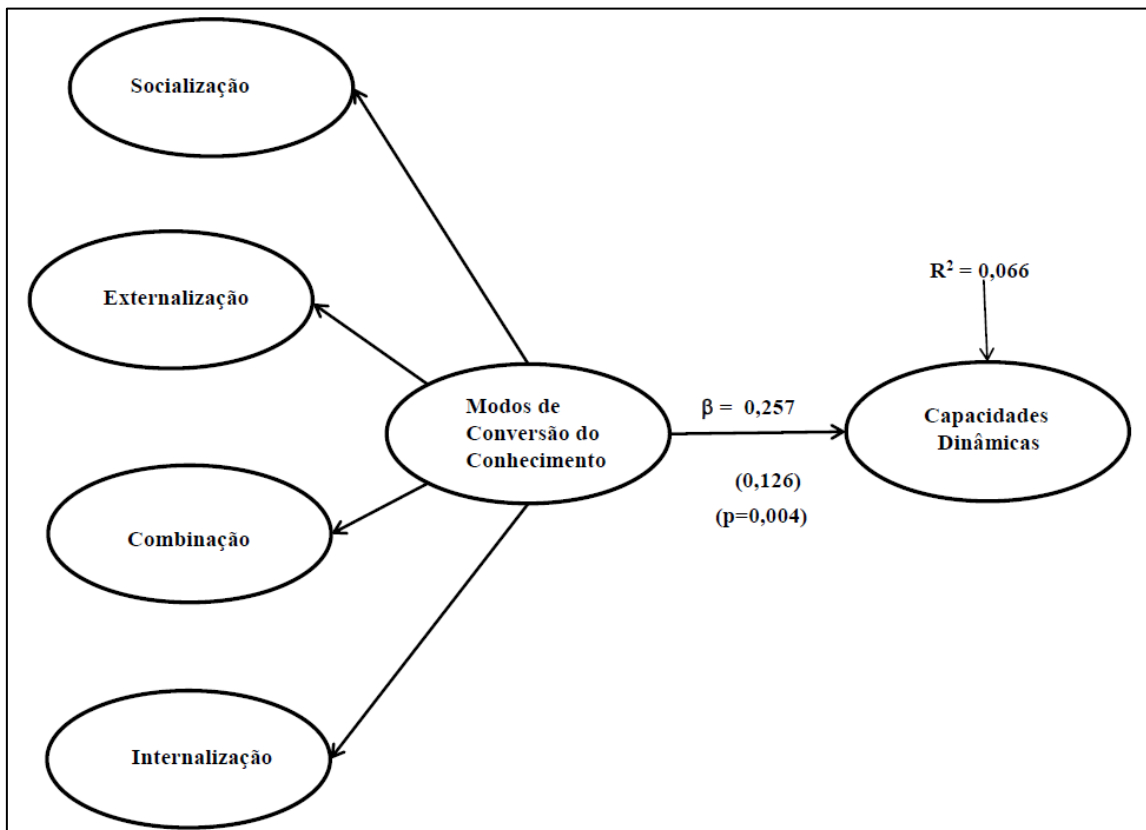 Socialização
Externalização
Combinação
Internalização
Modos de
Conversão do
Conhecimento
β = 0,257
(0,126)
(p=0,004)
R² = 0,066
Capacidades
Dinâmicas